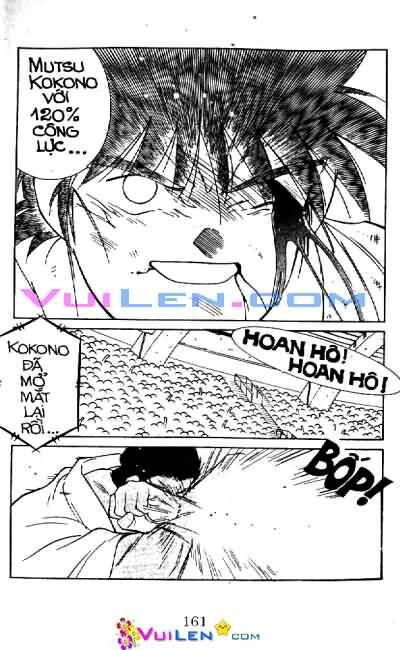 MUTSU
KOKONO
VỚI
120%
CÔNG
LỰC...
VUILEN.COM
KOKONO
ĐÃ
MỞ
MẮT
LẠI
RỒI...
HOAN HÔ!
HOAN HÔ!
BỐP!
161
VUILEN.COM